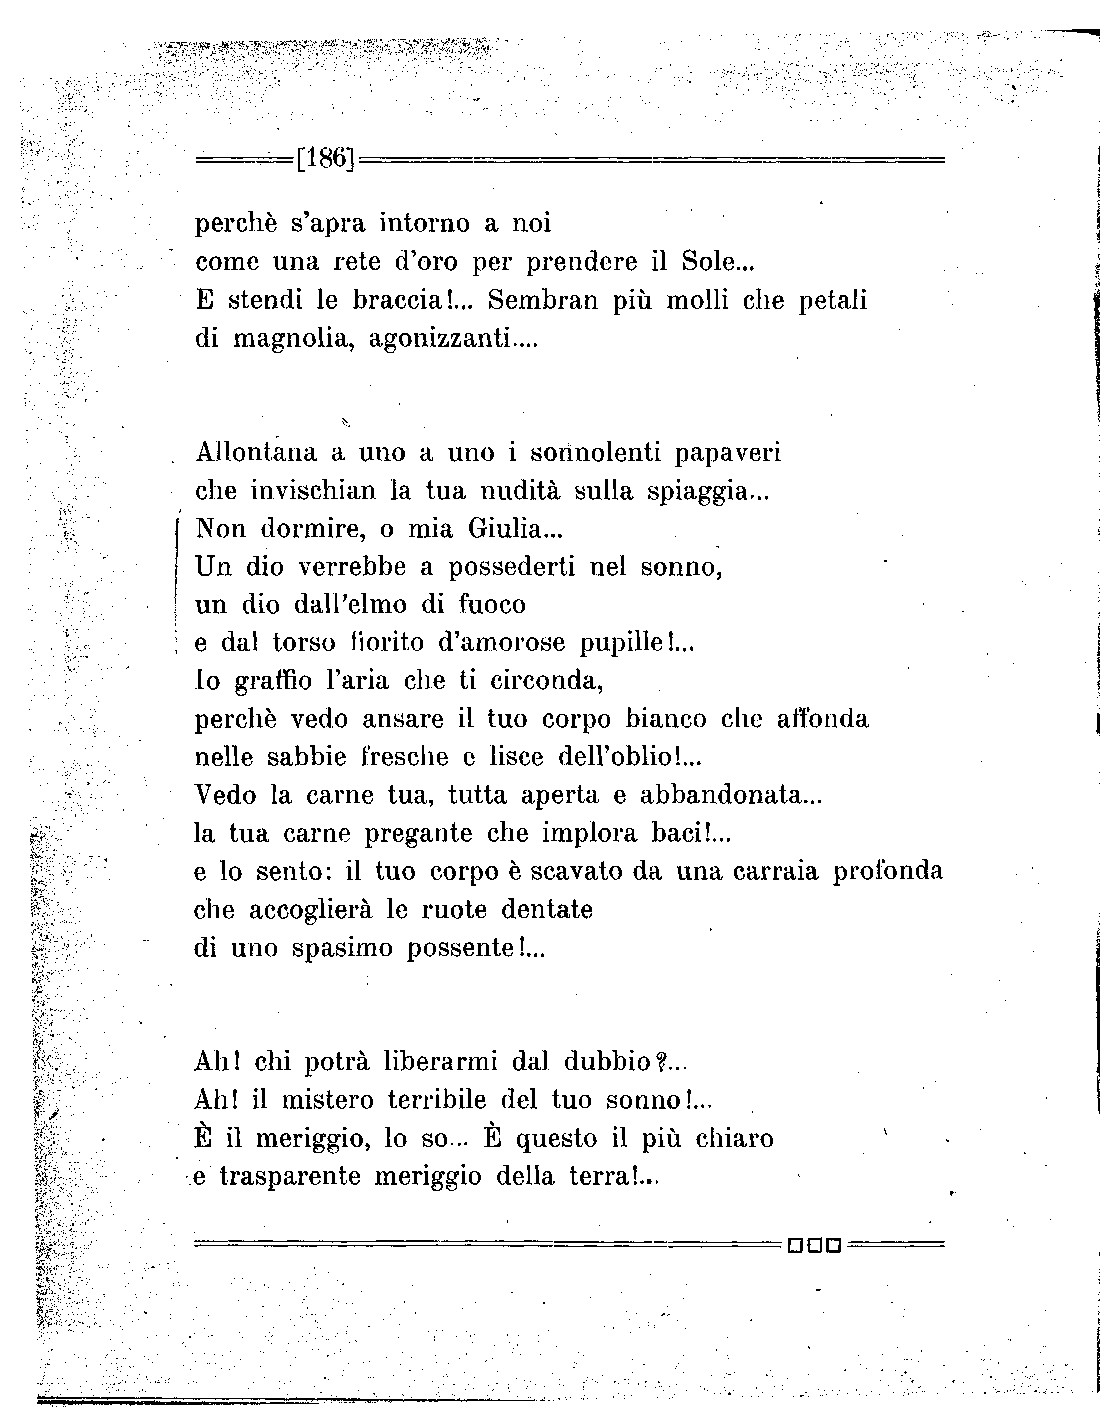 [186]
perchè s'apra intorno a noi
come una rete d'oro per prendere il Sole...
E stendi le braccia!... Sembran più molli che petali
di magnolia, agonizzanti....
Allontana a uno a uno i sonnolenti papaveri
che invischian la tua nudità sulla spiaggia...
Non dormire, o mia Giulia...
Un dio verrebbe a possederti nel sonno,
un dio dall'elmo di fuoco
e dal torso fiorito d'amorose pupille!...
Io graffio l'aria che ti circonda,
perchè vedo ansare il tuo corpo bianco che affonda
nelle sabbie fresche e lisce dell'oblio!...
Vedo la carne tua, tutta aperta e abbandonata...
la tua carne pregante che implora baci!...
e lo sento: il tuo corpo è scavato da una carraia profonda
che accoglierà le ruote dentate
di uno spasimo possente!...
Ah! chi potrà liberarmi dal dubbio?...
Ah! il mistero terribile del tuo sonno!...
È il meriggio, lo so... È questo il più chiaro
e trasparente meriggio della terra!...